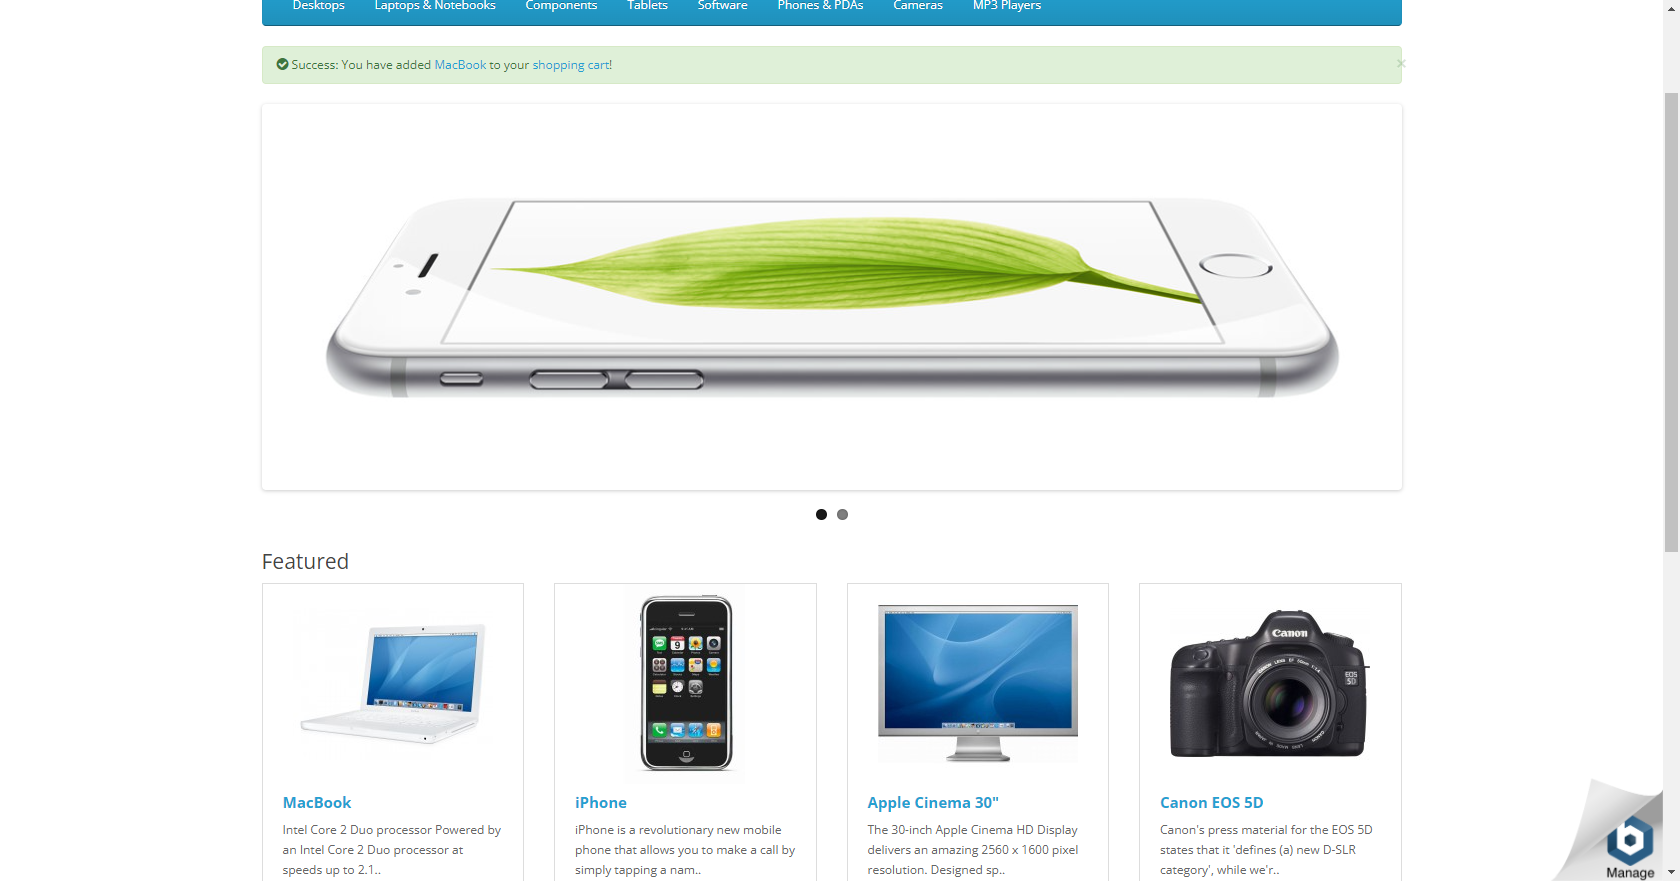 Desktops Laptops & Notebooks Components Tablets Software Phones & PDAs Cameras MP3 Players
Success: You have added MacBook to your shopping cart!
×
Featured
Canon
EOS
5D
MacBook
Intel Core 2 Duo processor Powered by
an Intel Core 2 Duo processor at
speeds up to 2.1..
iPhone
iPhone is a revolutionary new mobile
phone that allows you to make a call by
simply tapping a nam..
Apple Cinema 30"
The 30-inch Apple Cinema HD Display
delivers an amazing 2560 x 1600 pixel
resolution. Designed sp..
Canon EOS 5D
Canon's press material for the EOS 5D
states that it 'defines (a) new D-SLR
category', while we'r..
Manage